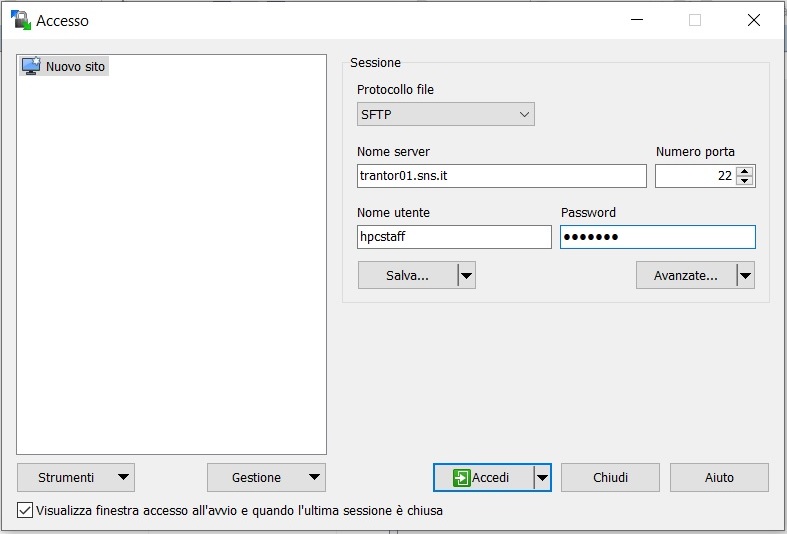 Accesso
Nuovo sito
Sessione
Protocollo file
SFTP
Nome server
Numero porta
trantor01.sns.it
22
Nome utente
Password
hpcstaff
●●●●●●●
Salva...
Avanzate...
Strumenti
Gestione
Accedi
Chiudi
Aiuto
Visualizza finestra accesso all'avvio e quando l'ultima sessione è chiusa